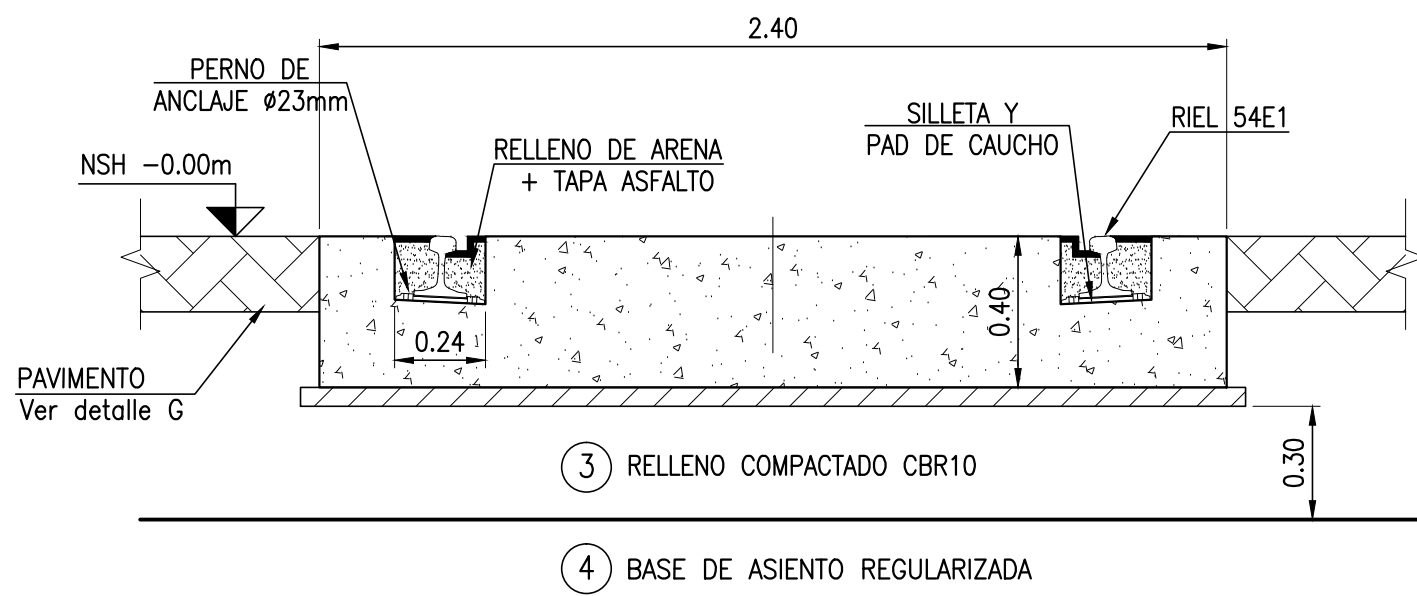 2.40
PERNO DE
ANCLAJE ø23mm
SILLETA Y
PAD DE CAUCHO
RIEL 54E1
RELLENO DE ARENA
+ TAPA ASFALTO
NSH -0.00m
0.40
0.24
PAVIMENTO
Ver detalle G
3 RELLENO COMPACTADO CBR10
0.30
4 BASE DE ASIENTO REGULARIZADA